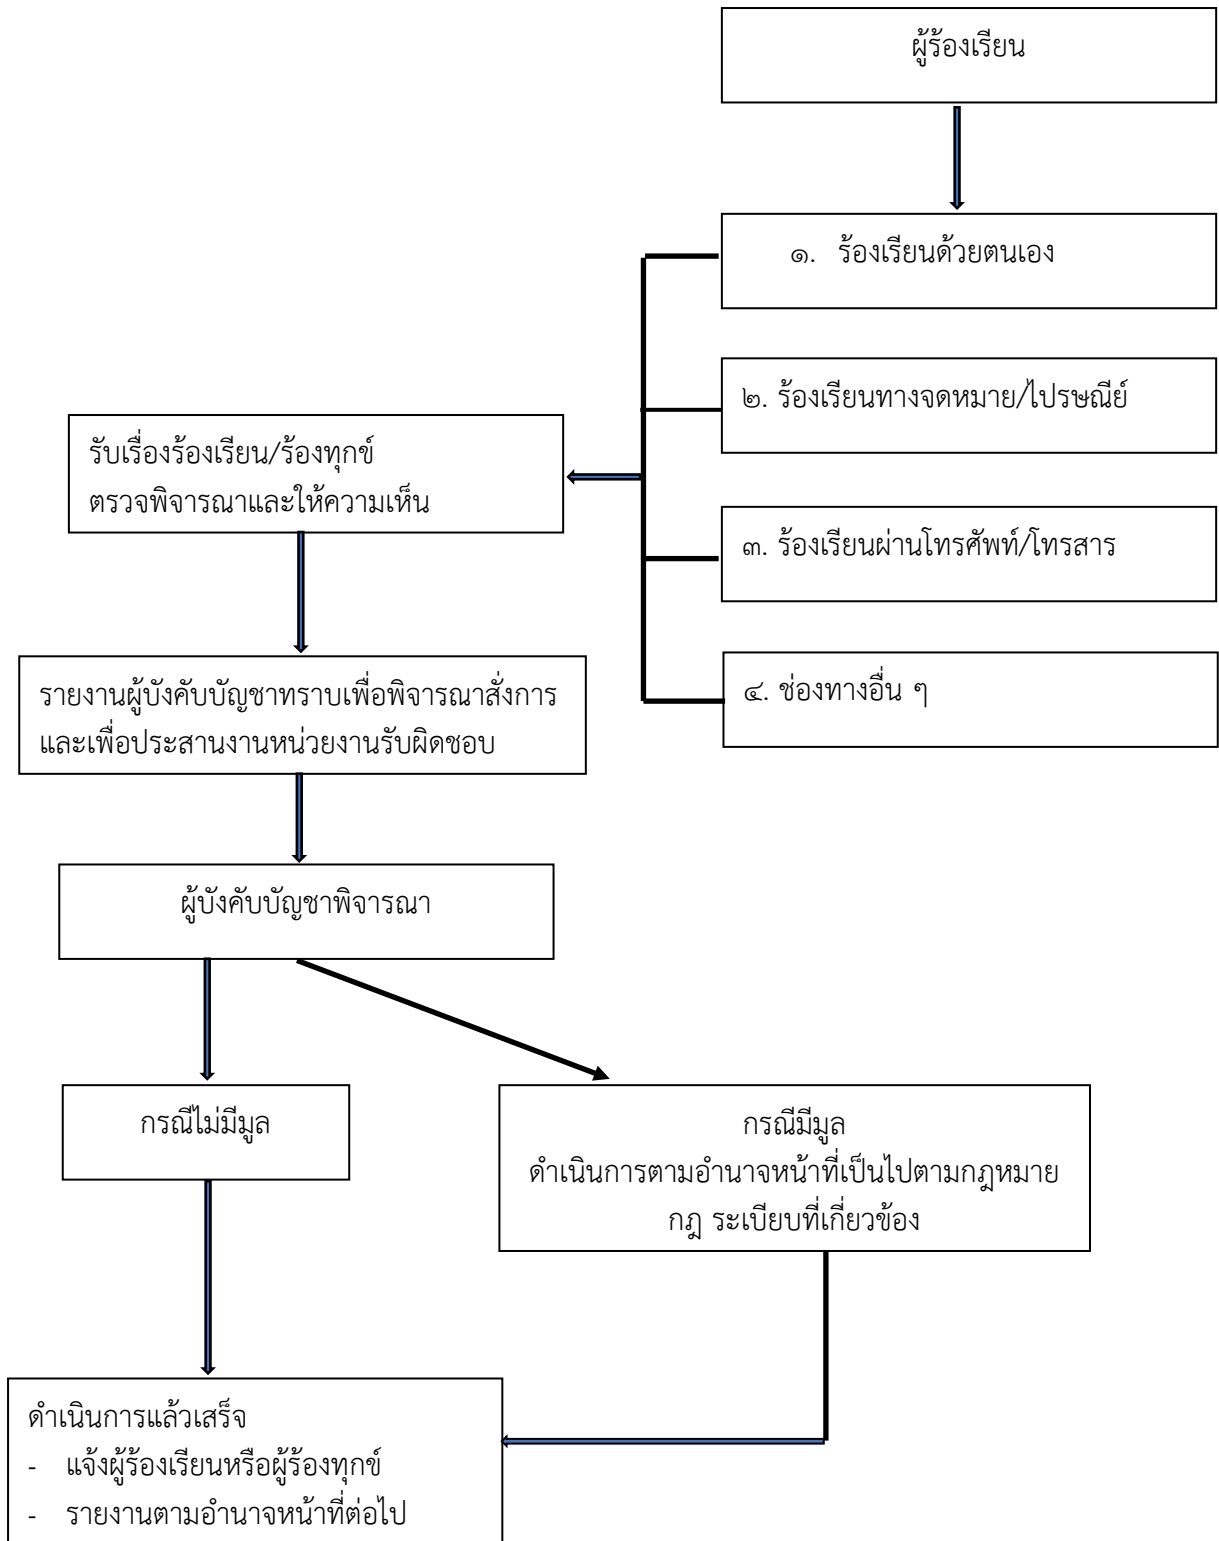 ผู้ร้องเรียน
๑. ร้องเรียนด้วยตนเอง
๒. ร้องเรียนทางจดหมาย/ไปรษณีย์
๓. ร้องเรียนผ่านโทรศัพท์/โทรสาร
๔. ช่องทางอื่น ๆ
รับเรื่องร้องเรียน/ร้องทุกข์
ตรวจพิจารณาและให้ความเห็น
รายงานผู้บังคับบัญชาทราบเพื่อพิจารณาสั่งการ
และเพื่อประสานงานหน่วยงานรับผิดชอบ
ผู้บังคับบัญชาพิจารณา
กรณีไม่มีมูล
กรณีมีมูล
ดำเนินการตามอำนาจหน้าที่เป็นไปตามกฎหมาย
กฎ ระเบียบที่เกี่ยวข้อง
ดำเนินการแล้วเสร็จ
- แจ้งผู้ร้องเรียนหรือผู้ร้องทุกข์
- รายงานตามอำนาจหน้าที่ต่อไป